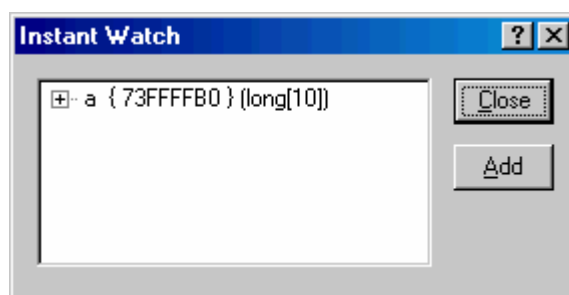 Instant Watch
a { 73FFFFB0 } (long[10])
Close
Add